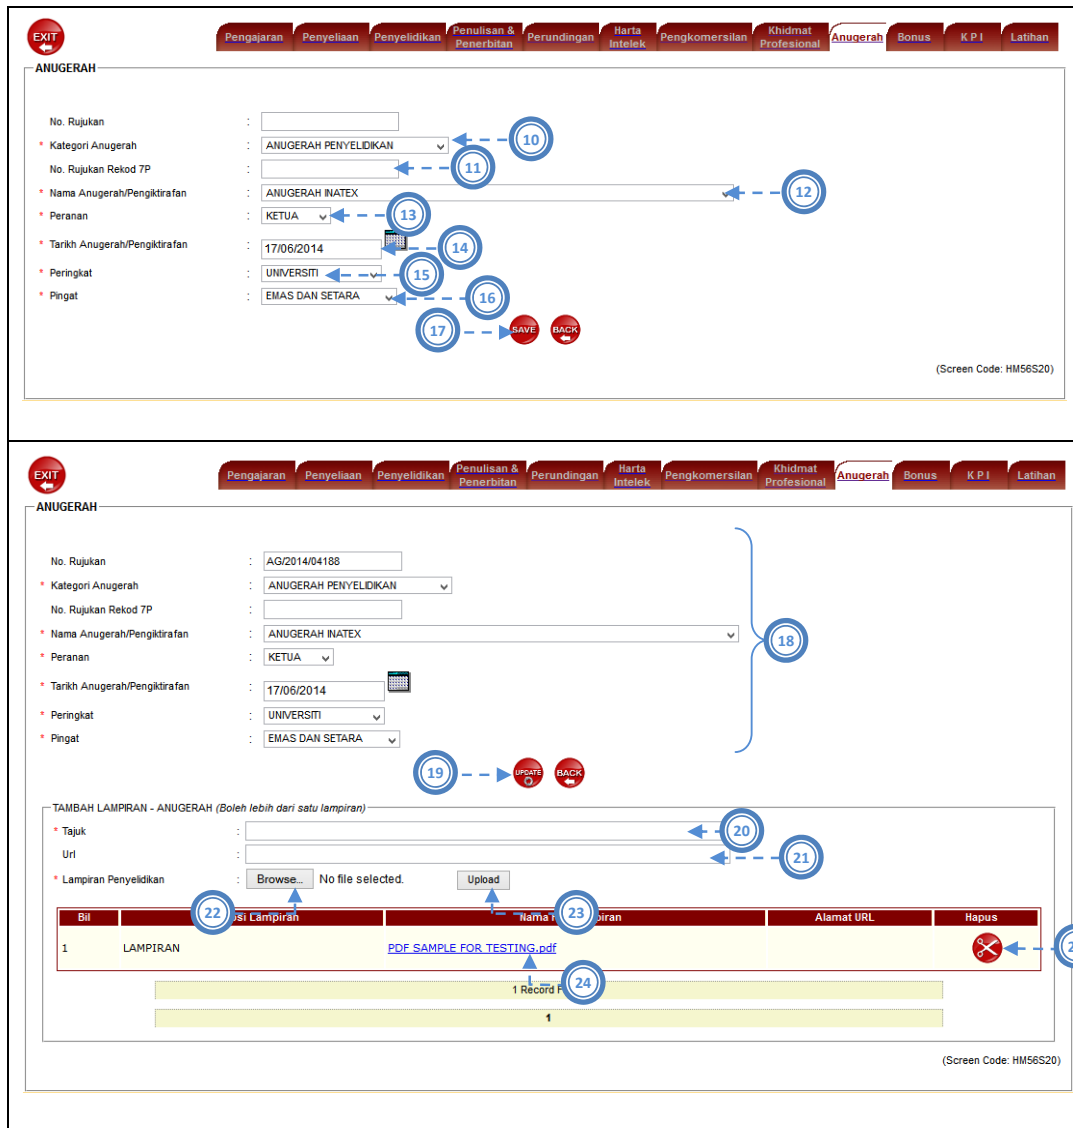 EXIT
Pengajaran Penyeliaan Penyelidikan Penulisan & Penerbitan Perundingan Harta Intelek Pengkomersilan Khidmat Profesional Anugerah Bonus K P I Latihan
ANUGERAH
No. Rujukan :
* Kategori Anugerah : ANUGERAH PENYELIDIKAN 10
No. Rujukan Rekod 7P : 11
* Nama Anugerah/Pengiktirafan : ANUGERAH INATEX 12
* Peranan : KETUA 13
* Tarikh Anugerah/Pengiktirafan : 17/06/2014 14
* Peringkat : UNIVERSITI 15
* Pingat : EMAS DAN SETARA 16
17 SAVE BACK
(Screen Code: HM56S20)
EXIT
Pengajaran Penyeliaan Penyelidikan Penulisan & Penerbitan Perundingan Harta Intelek Pengkomersilan Khidmat Profesional Anugerah Bonus K P I Latihan
ANUGERAH
No. Rujukan : AG/2014/04188
* Kategori Anugerah : ANUGERAH PENYELIDIKAN
No. Rujukan Rekod 7P :
* Nama Anugerah/Pengiktirafan : ANUGERAH INATEX
18
* Peranan : KETUA
* Tarikh Anugerah/Pengiktirafan : 17/06/2014
* Peringkat : UNIVERSITI
* Pingat : EMAS DAN SETARA
19 UPDATE BACK
TAMBAH LAMPIRAN - ANUGERAH (Boleh lebih dari satu lampiran)
* Tajuk : 20
Url : 21
* Lampiran Penyelidikan : Browse... No file selected. Upload
22 23
Bil Lampiran Nama Alamat URL Hapus
1 LAMPIRAN PDF SAMPLE FOR TESTING.pdf
24
1 Record
1
(Screen Code: HM56S20)